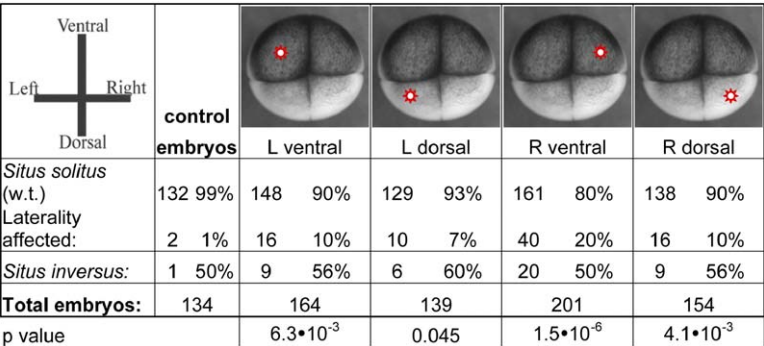 Ventral
Left Right
Dorsal
control
embryos L ventral L dorsal R ventral R dorsal
Situs solitus
(w.t.) 132 99% 148 90% 129 93% 161 80% 138 90%
Laterality
affected: 2 1% 16 10% 10 7% 40 20% 16 10%
Situs inversus: 1 50% 9 56% 6 60% 20 50% 9 56%
Total embryos: 134 164 139 201 154
p value 6.3•10⁻³ 0.045 1.5•10⁻⁶ 4.1•10⁻³